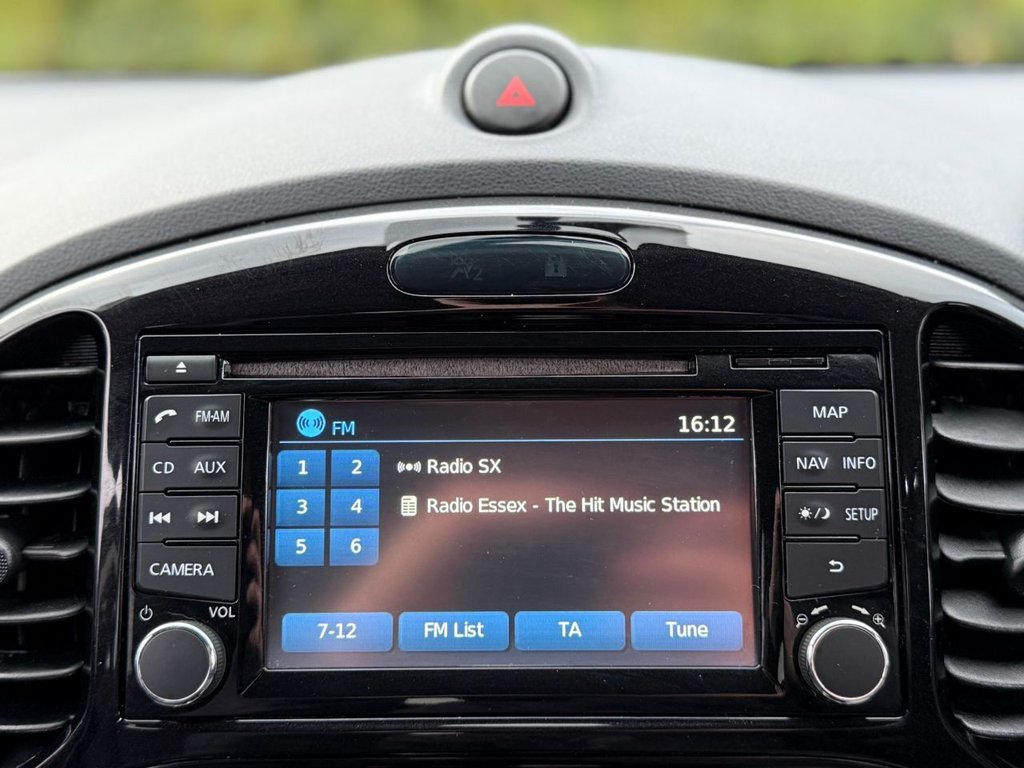 FM-AM
CD AUX
CAMERA
VOL
FM 16:12
1 2 Radio SX
3 4 Radio Essex - The Hit Music Station
5 6
7-12 FM List TA Tune
MAP
NAV INFO
SETUP